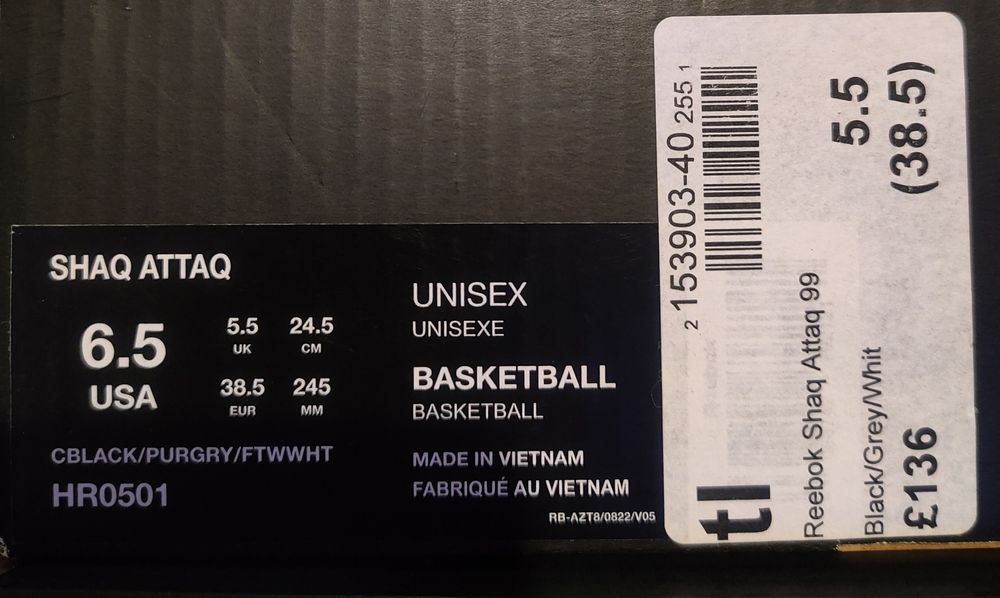 SHAQ ATTAQ
6.5
USA
5.5
UK
24.5
CM
38.5
EUR
245
MM
CBLACK/PURGRY/FTWWHT
HR0501
UNISEX
UNISEXE
BASKETBALL
BASKETBALL
MADE IN VIETNAM
FABRIQUÉ AU VIETNAM
RB-AZT8/0822/V05
2 153903-40 255 1
tl
Reebok Shaq Attaq 99
5.5
Black/Grey/Whit
(38.5)
£136